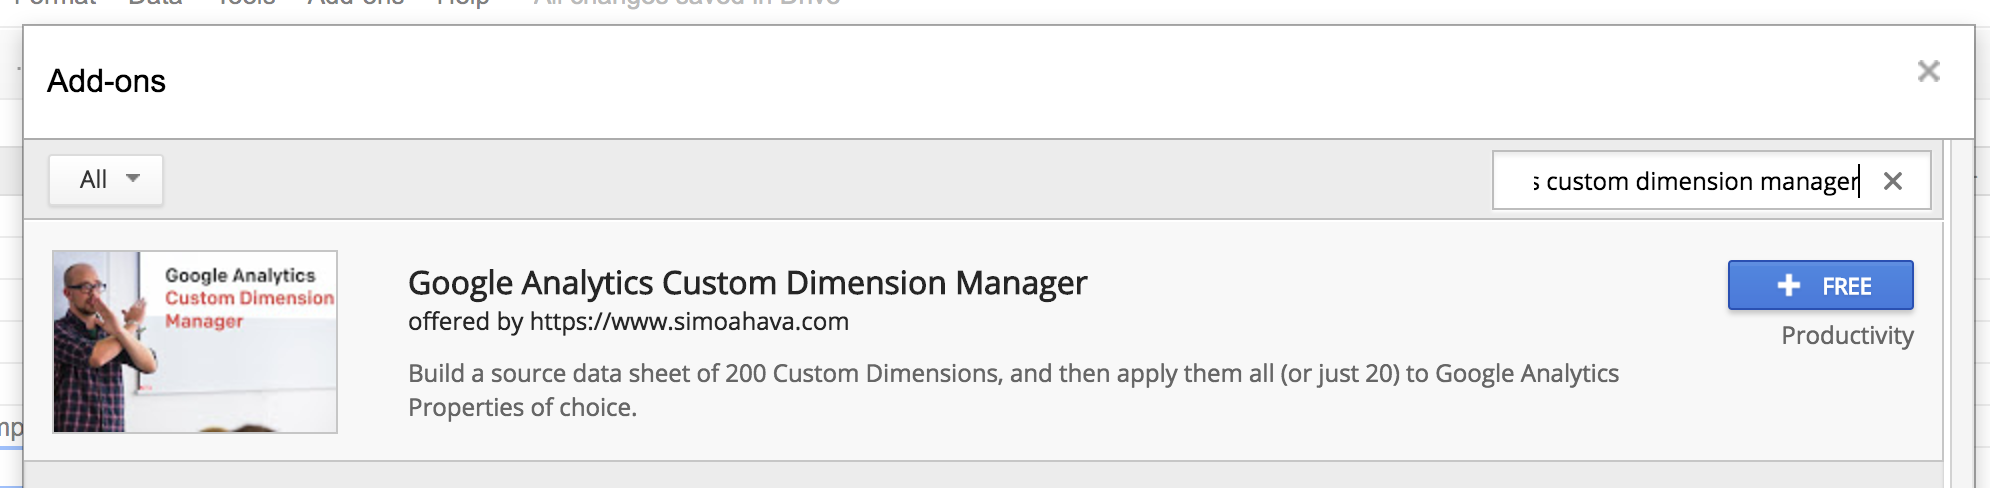 Format Data Tools Add-ons Help All changes saved in Drive
Add-ons
All
s custom dimension manager
Google Analytics
Custom Dimension
Manager
Google Analytics Custom Dimension Manager
offered by https://www.simoahava.com
Build a source data sheet of 200 Custom Dimensions, and then apply them all (or just 20) to Google Analytics
Properties of choice.
FREE
Productivity